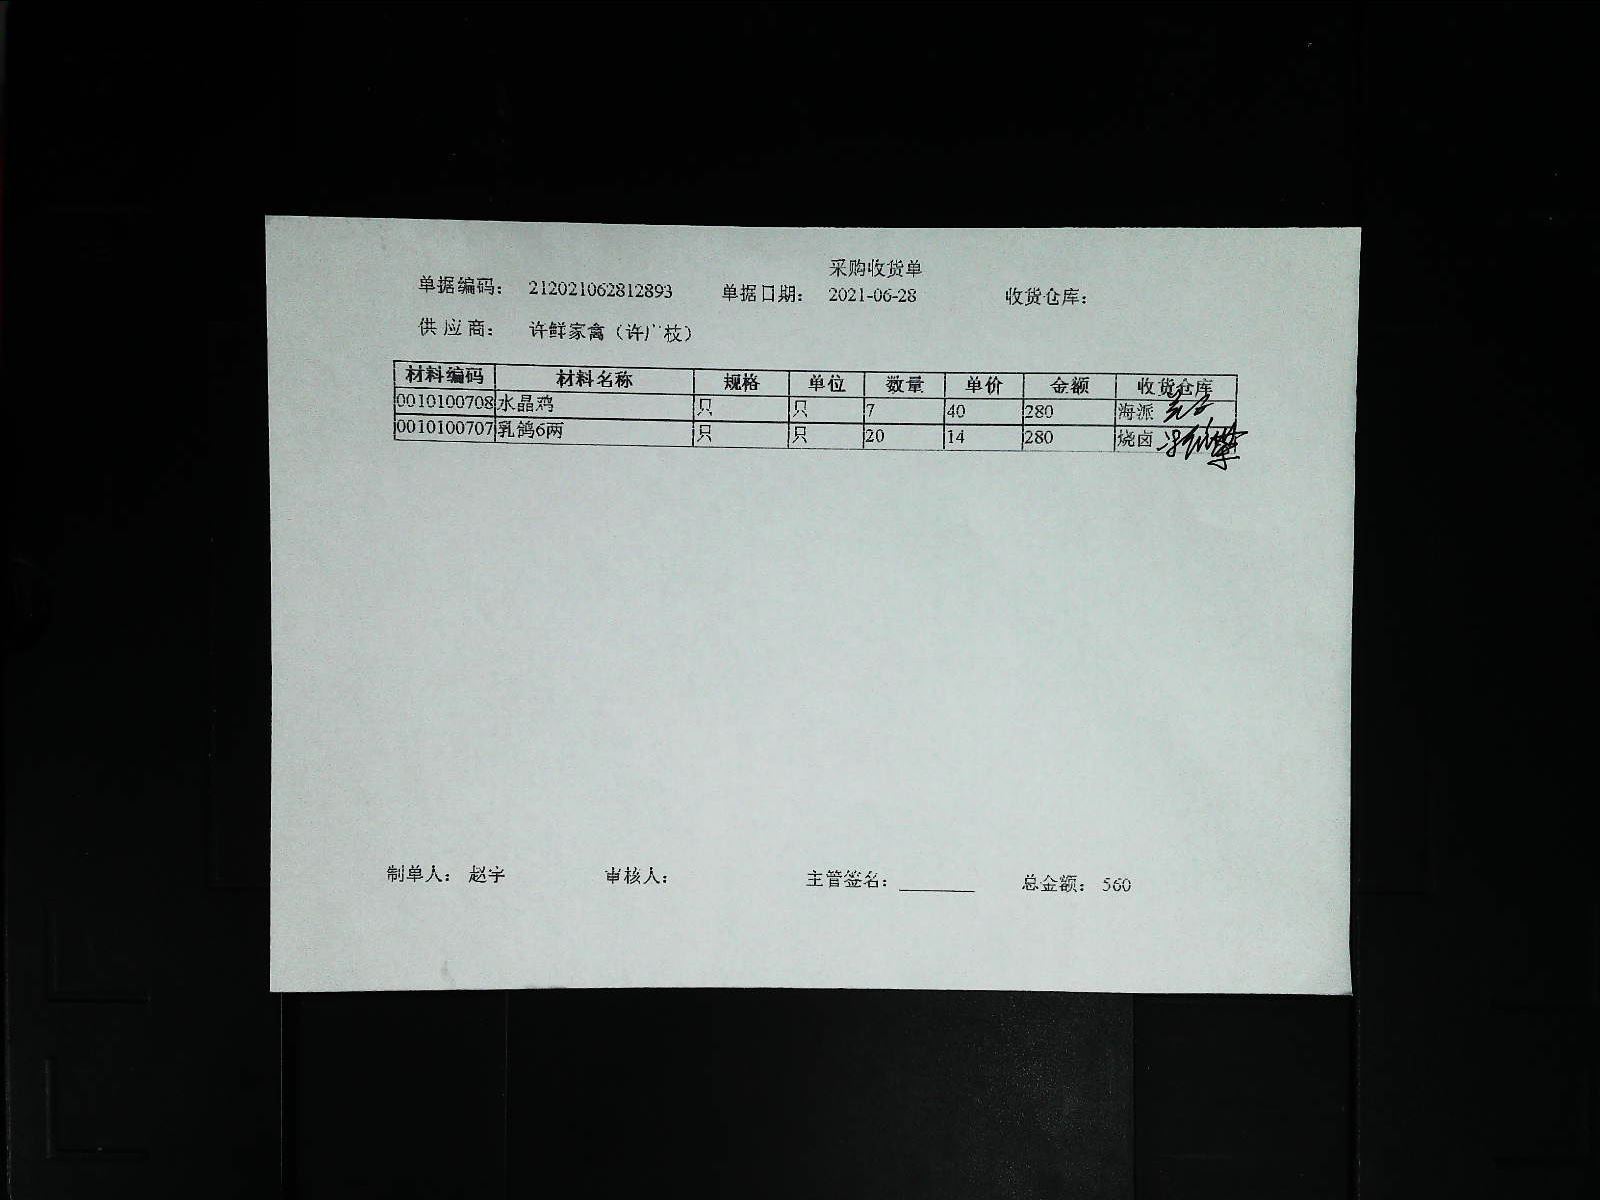 采购收货单
单据编码： 212021062812893 单据日期： 2021-06-28 收货仓库：
供应商： 许鲜家禽（许广枝）
材料编码 材料名称 规格 单位 数量 单价 金额 收货仓库
0010100708 水晶鸡 只 只 7 40 280 海派
0010100707 乳鸽6两 只 只 20 14 280 烧卤
制单人： 赵宇 审核人： 主管签名： 总金额： 560